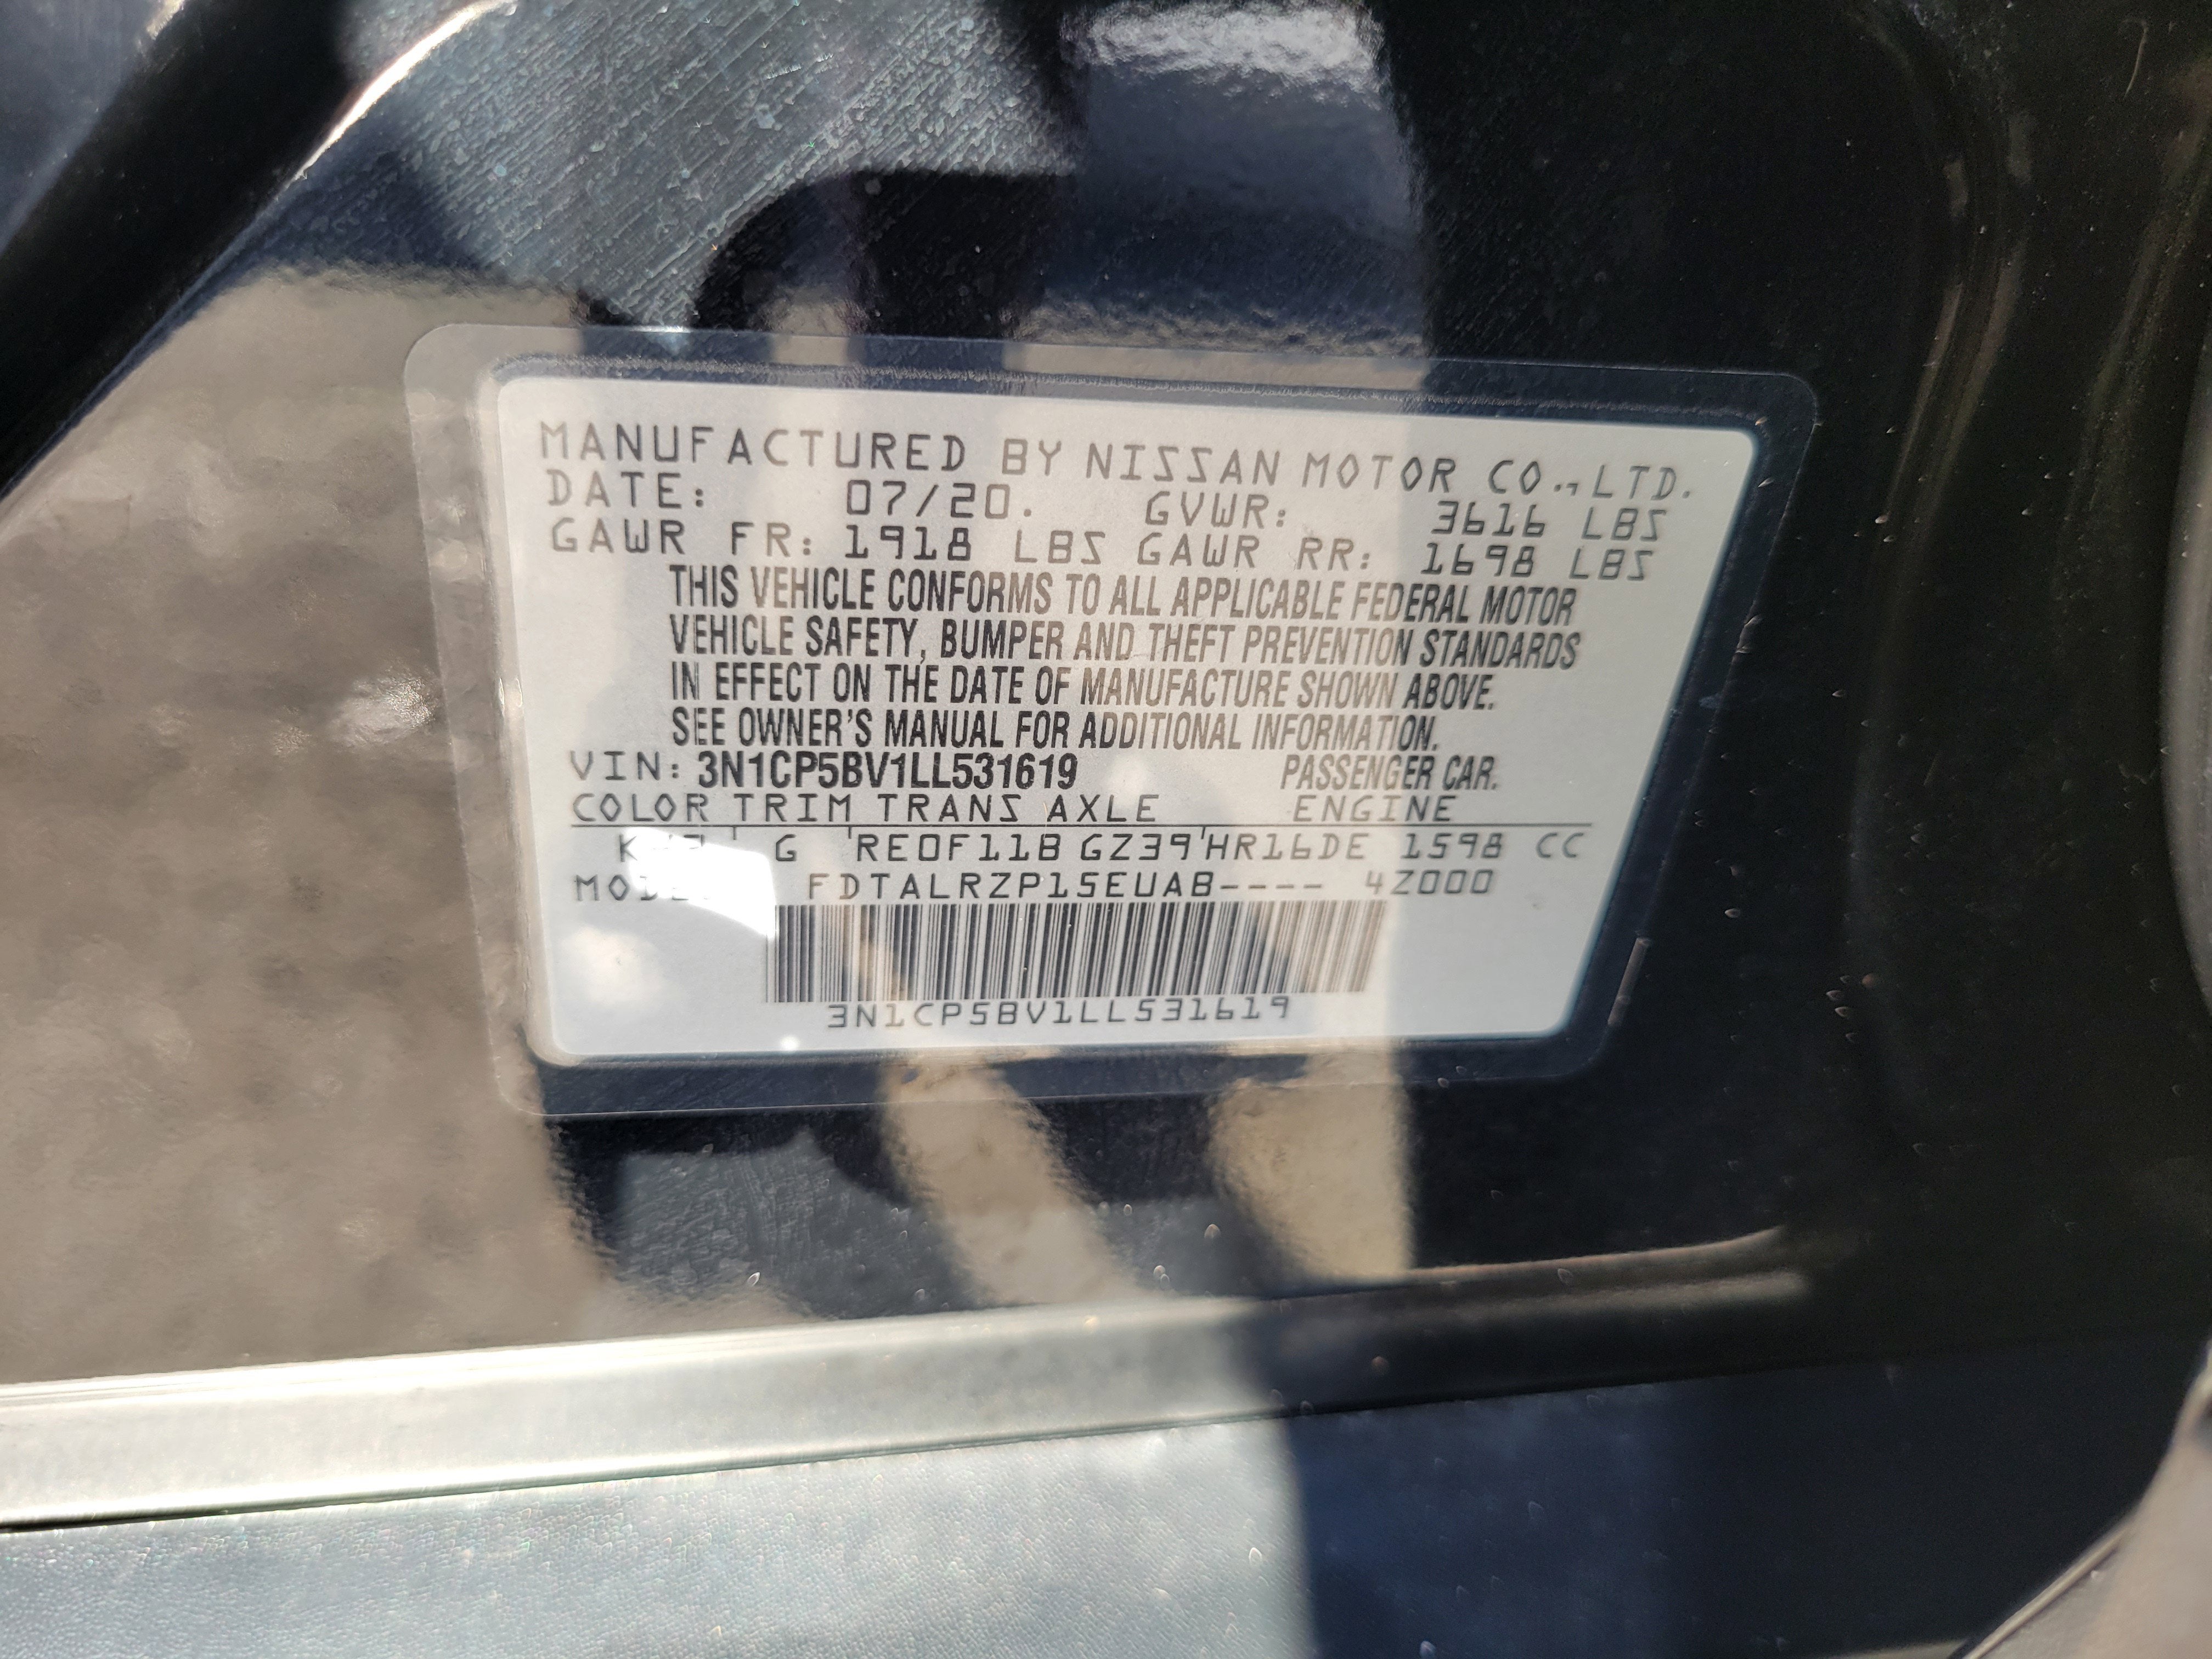 MANUFACTURED BY NISSAN MOTOR CO., LTD.
DATE: 07/20. GVWR: 3616 LBS
GAWR FR: 1918 LBS GAWR RR: 1698 LBS
THIS VEHICLE CONFORMS TO ALL APPLICABLE FEDERAL MOTOR
VEHICLE SAFETY, BUMPER AND THEFT PREVENTION STANDARDS
IN EFFECT ON THE DATE OF MANUFACTURE SHOWN ABOVE.
SEE OWNER'S MANUAL FOR ADDITIONAL INFORMATION.
VIN: 3N1CP5BV1LL531619 PASSENGER CAR.
COLOR TRIM TRANS AXLE ENGINE
G RE0F11B GZ39 HR16DE 1598 CC
FDTALRZP15EUAB---- 4Z000
3N1CP5BV1LL531619